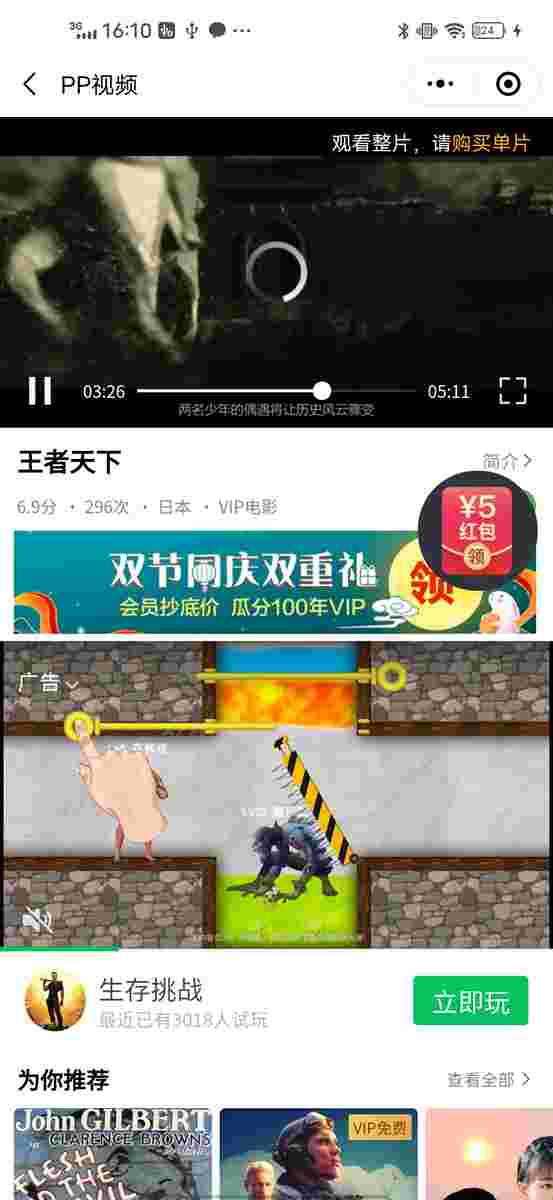 3G 16:10 24
PP视频
观看整片，请购买单片
03:26
05:11
两名少年的偶遇将让历史风云骤变
王者天下
简介
6.9分 · 296次 · 日本 · VIP电影
¥5
红包
领
双节同庆双重礼
会员抄底价 瓜分100年VIP
领
广告
生存挑战
最近已有3018人试玩
立即玩
为你推荐
查看全部
John GILBERT
CLARENCE BROWNS
FLESH
VIP免费